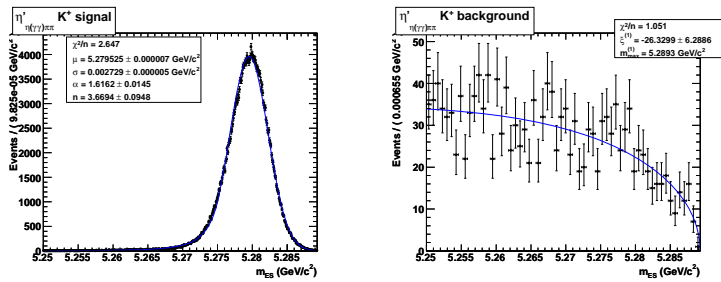 η′η(γγ)ππ K⁺ signal
χ²/n = 2.647
μ = 5.279525 ± 0.000007 GeV/c²
σ = 0.002729 ± 0.000005 GeV/c²
α = 1.6162 ± 0.0145
n = 3.6694 ± 0.0948
Events / ( 9.825e-05 GeV/c² )
4000
3500
3000
2500
2000
1500
1000
500
0
5.25 5.255 5.26 5.265 5.27 5.275 5.28 5.285
m_ES (GeV/c²)
η′η(γγ)ππ K⁺ background
χ²/n = 1.051
ξ⁽¹⁾ = -26.3299 ± 6.2886
m⁽¹⁾max = 5.2893 GeV/c²
Events / ( 0.000655 GeV/c² )
50
40
30
20
10
0
5.25 5.255 5.26 5.265 5.27 5.275 5.28 5.285
m_ES (GeV/c²)